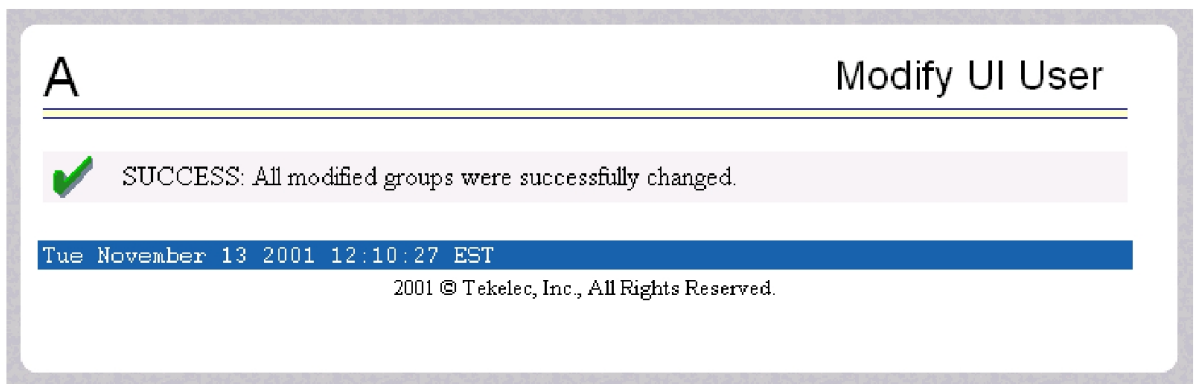 A
Modify UI User
SUCCESS: All modified groups were successfully changed.
Tue November 13 2001 12:10:27 EST
2001 © Tekelec, Inc., All Rights Reserved.